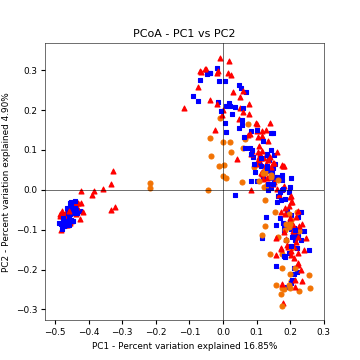 PCoA - PC1 vs PC2
PC2 - Percent variation explained 4.90%
0.3
0.2
0.1
0.0
−0.1
−0.2
−0.3
−0.5 −0.4 −0.3 −0.2 −0.1 0.0 0.1 0.2 0.3
PC1 - Percent variation explained 16.85%